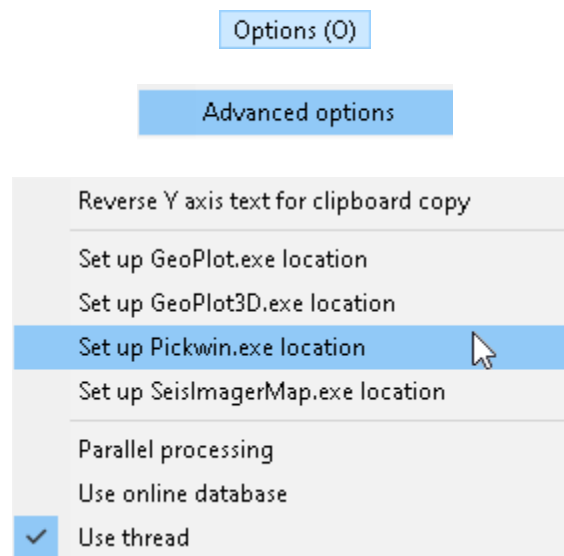 Options (O)
Advanced options
Reverse Y axis text for clipboard copy
Set up GeoPlot.exe location
Set up GeoPlot3D.exe location
Set up Pickwin.exe location
Set up SeisImagerMap.exe location
Parallel processing
Use online database
Use thread